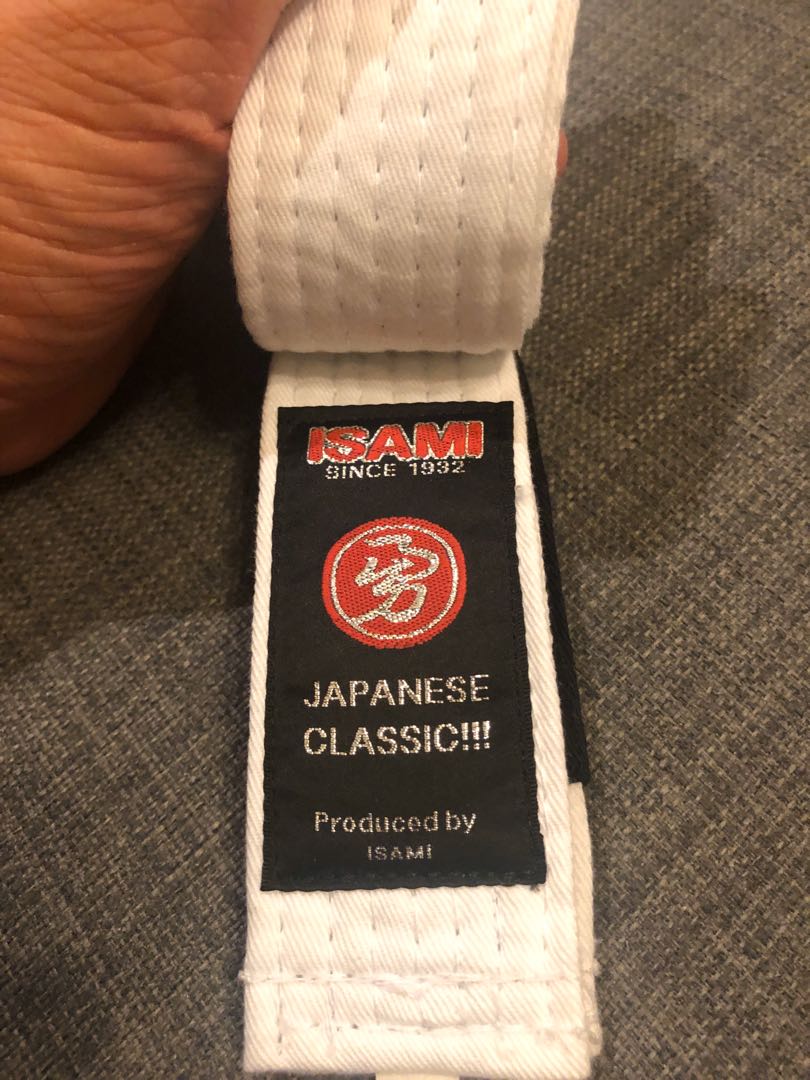 ISAMI
SINCE 1932
勇
JAPANESE
CLASSIC!!!
Produced by
ISAMI